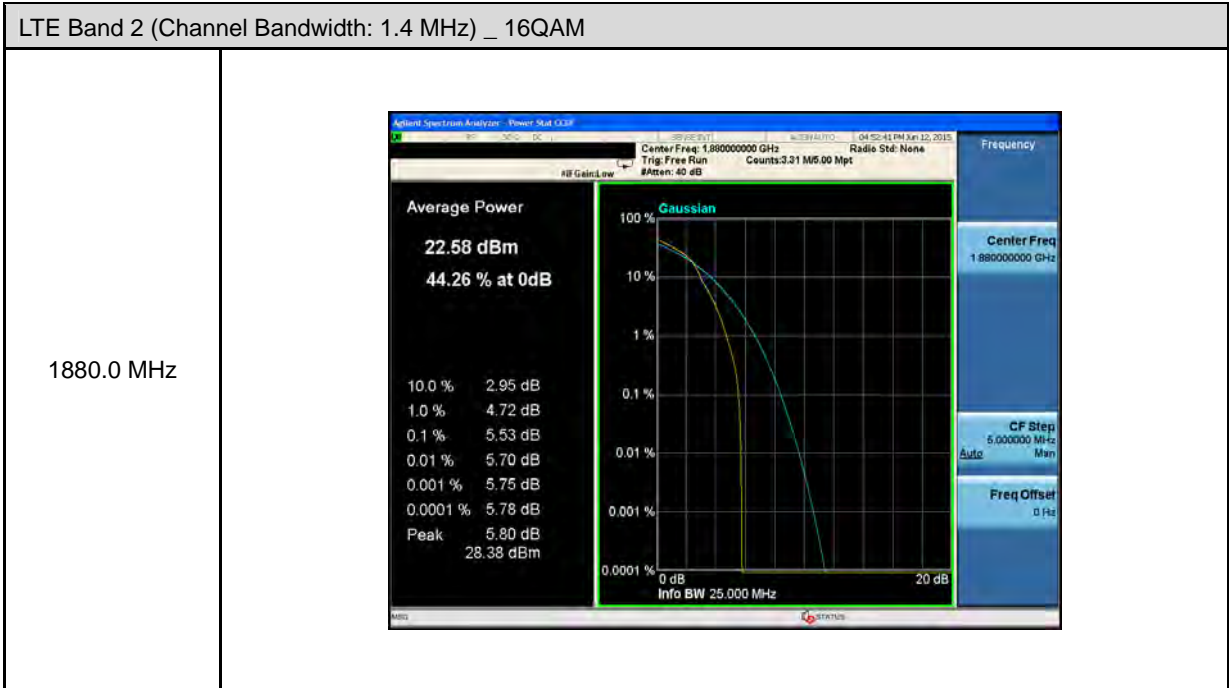 LTE Band 2 (Channel Bandwidth: 1.4 MHz) _ 16QAM
1880.0 MHz
Agilent Spectrum Analyzer - Power Stat CCDF
04:52:41 PM Jun 12, 2015
Center Freq: 1.880000000 GHz
Radio Std: None
Trig: Free Run
Counts:3.31 M/5.00 Mpt
#IFGain:Low
#Atten: 40 dB
Average Power
22.58 dBm
44.26 % at 0dB
10.0 % 2.95 dB
1.0 % 4.72 dB
0.1 % 5.53 dB
0.01 % 5.70 dB
0.001 % 5.75 dB
0.0001 % 5.78 dB
Peak 5.80 dB
28.38 dBm
Gaussian
100 %
10 %
1 %
0.1 %
0.01 %
0.001 %
0.0001 %
0 dB
20 dB
Info BW 25.000 MHz
Frequency
Center Freq
1.880000000 GHz
CF Step
5.000000 MHz
Auto Man
Freq Offset
0 Hz
MSG
STATUS